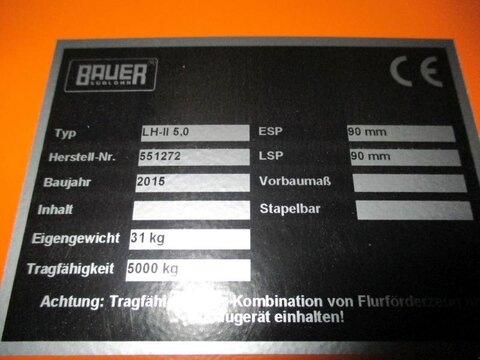 BAUER
SÜDLOHN
CE
Typ LH-II 5,0 ESP 90 mm
Herstell-Nr. 551272 LSP 90 mm
Baujahr 2015 Vorbaumaß
Inhalt Stapelbar
Eigengewicht 31 kg
Tragfähigkeit 5000 kg
Achtung: Kombination von Flurförderzeug
einhalten!